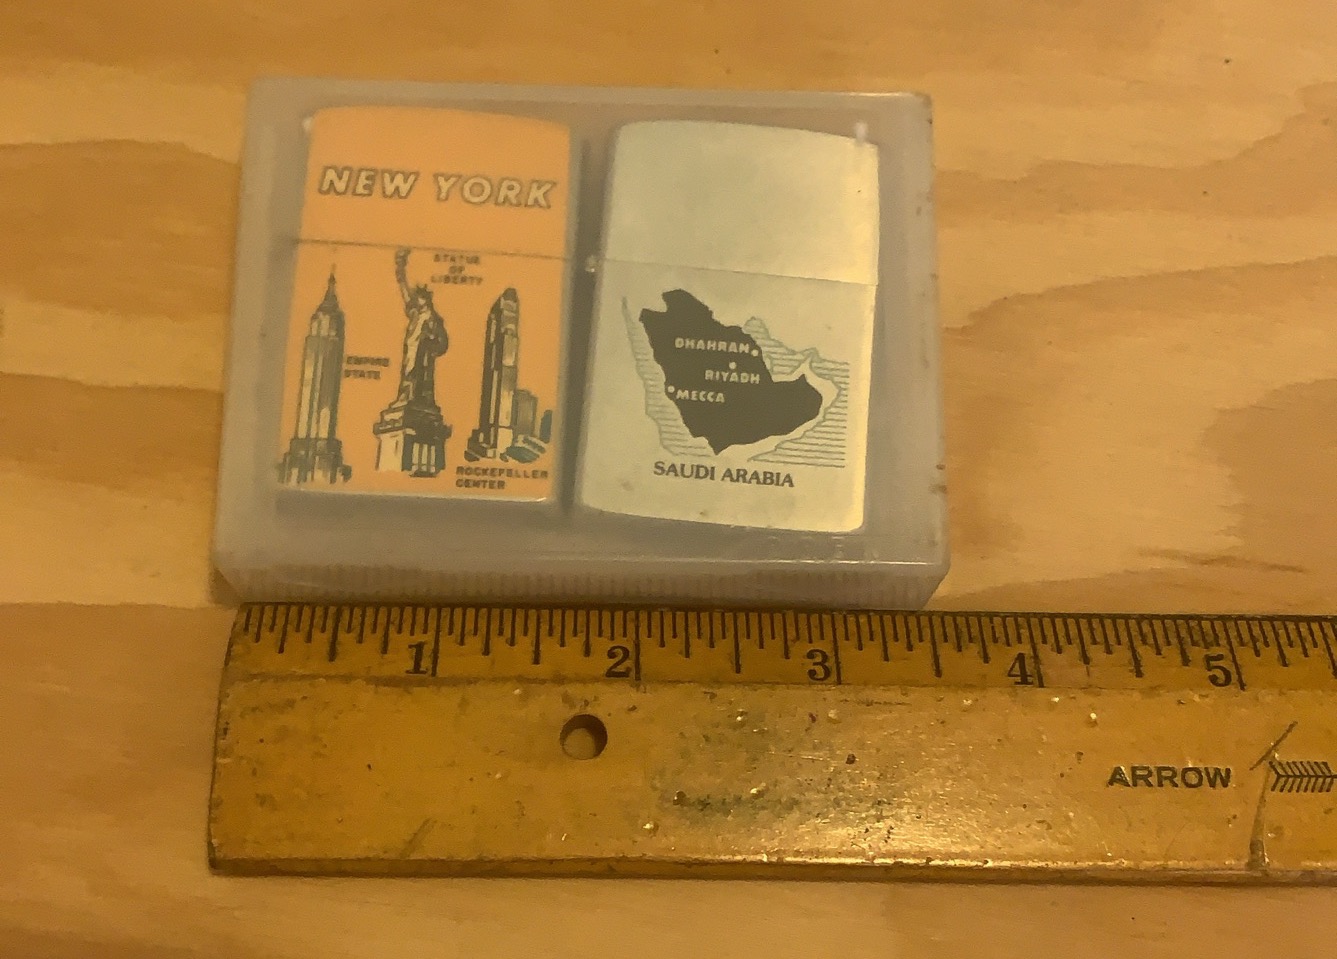 NEW YORK
STATUE
OF
LIBERTY
EMPIRE
STATE
ROCKEFELLER
CENTER
DHAHRAN
RIYADH
MECCA
SAUDI ARABIA
OPEN
1 2 3 4 5
ARROW